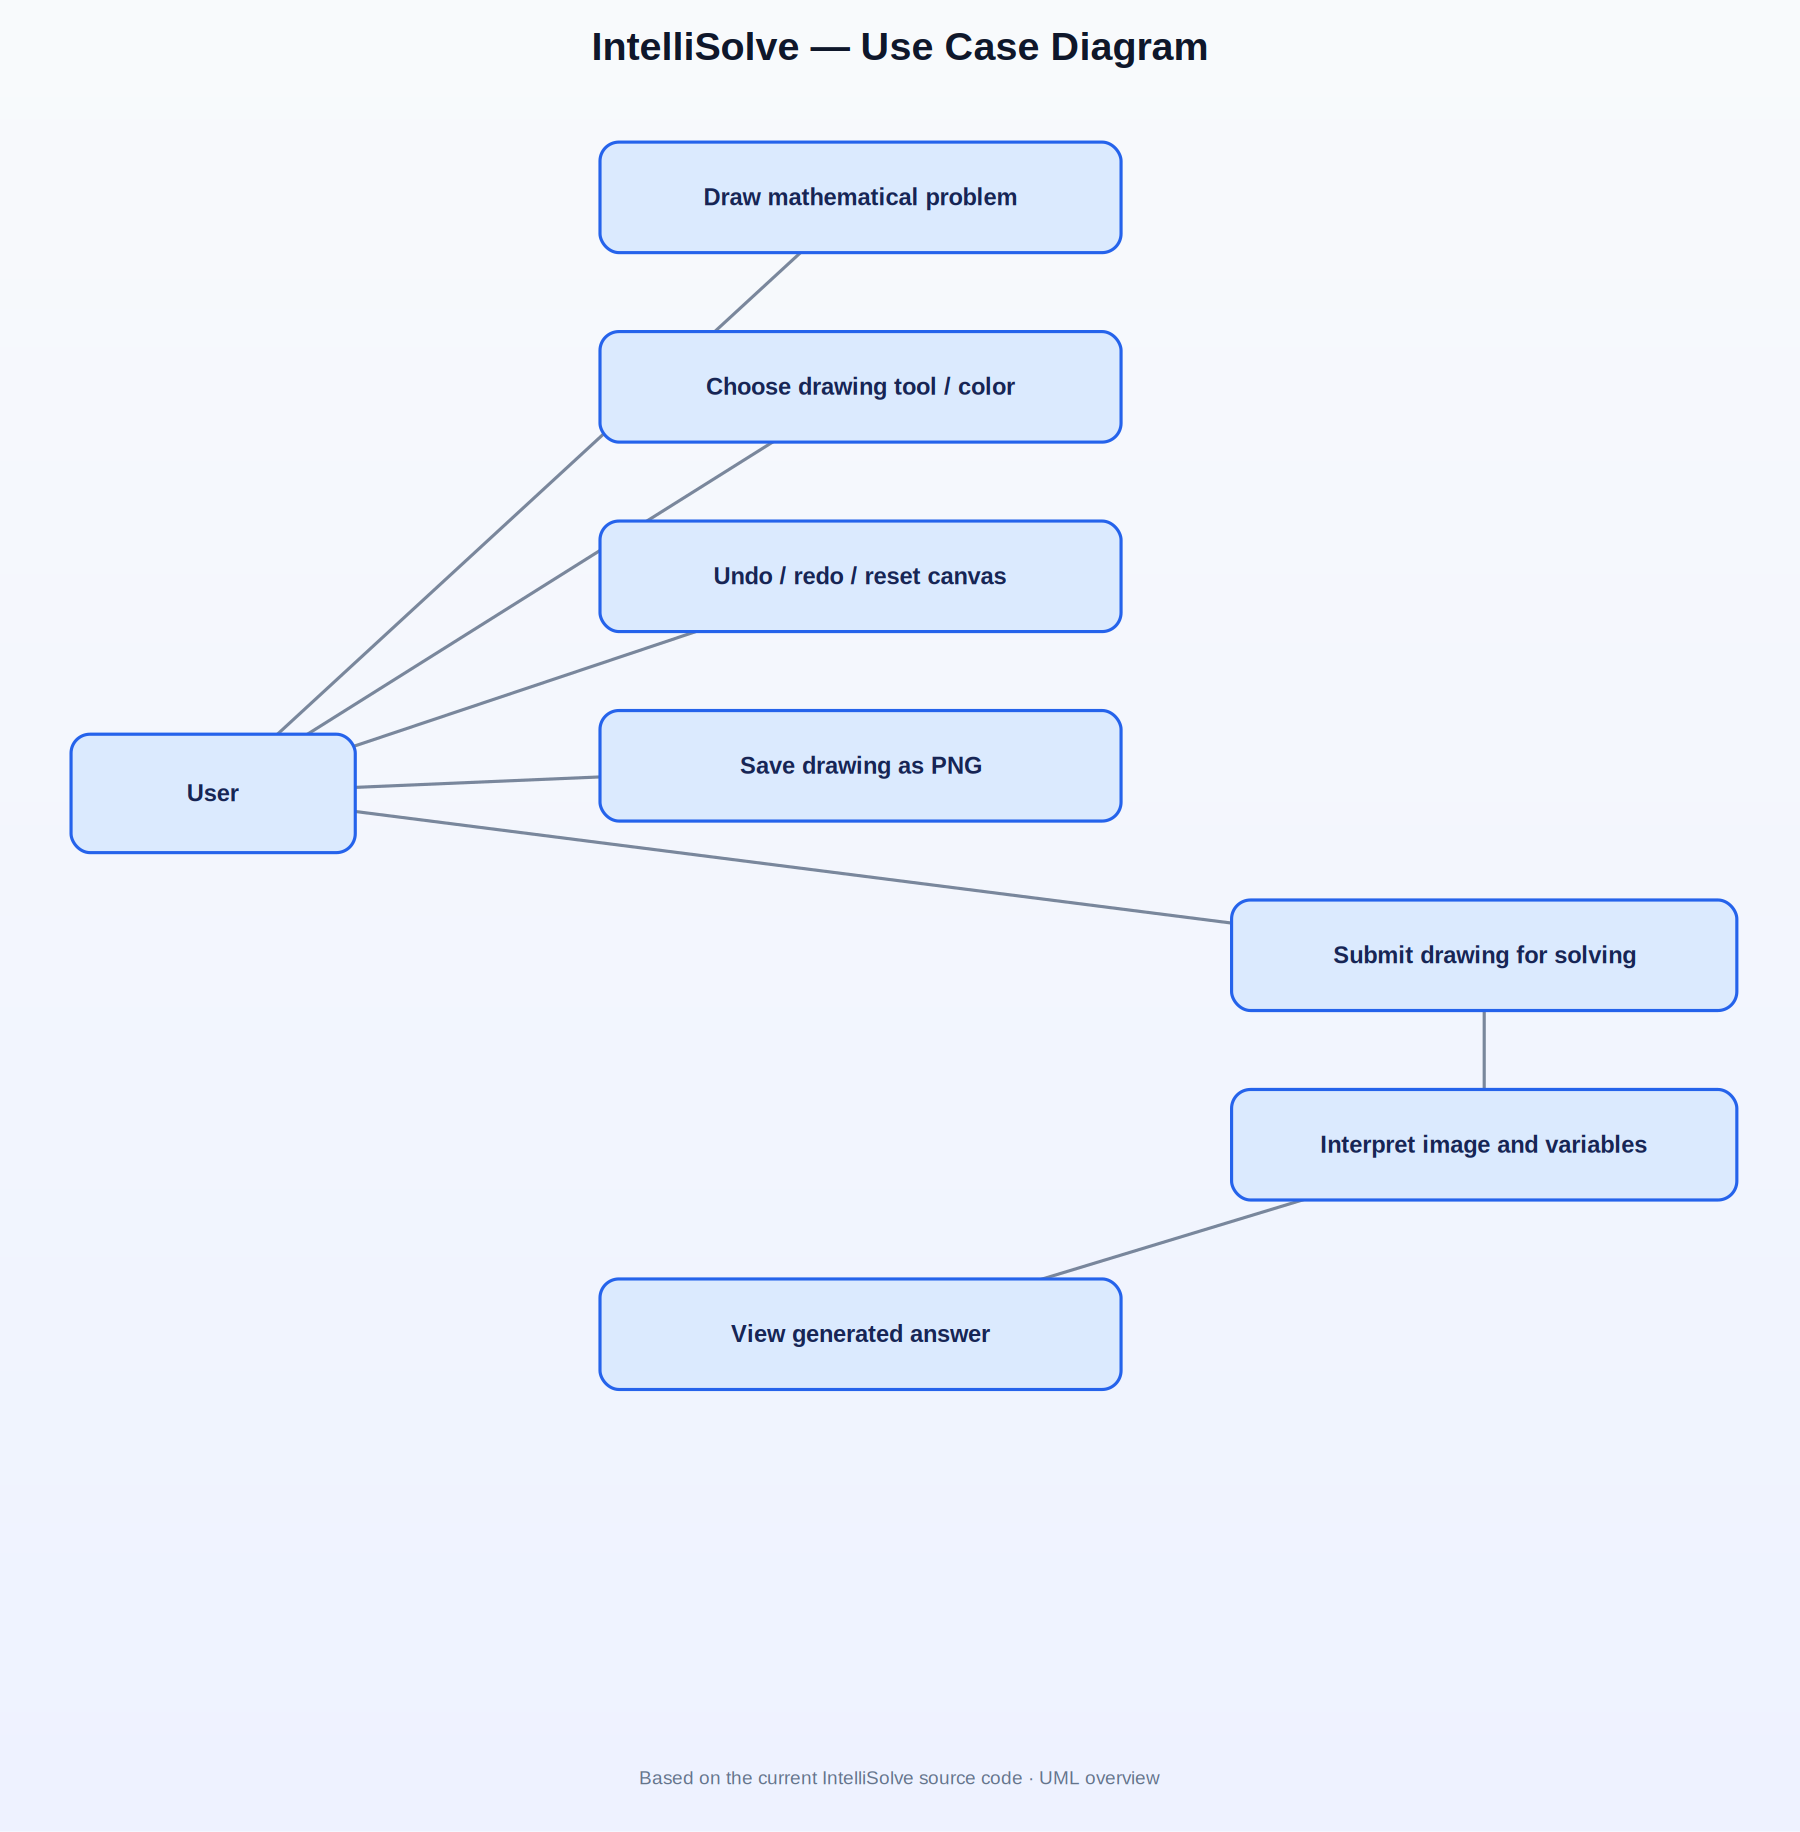 IntelliSolve — Use Case Diagram
Draw mathematical problem
Choose drawing tool / color
Undo / redo / reset canvas
Save drawing as PNG
User
Submit drawing for solving
Interpret image and variables
View generated answer
Based on the current IntelliSolve source code · UML overview